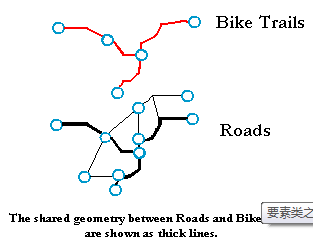 Bike Trails
Roads
The shared geometry between Roads and Bike
要素类之
are shown as thick lines.